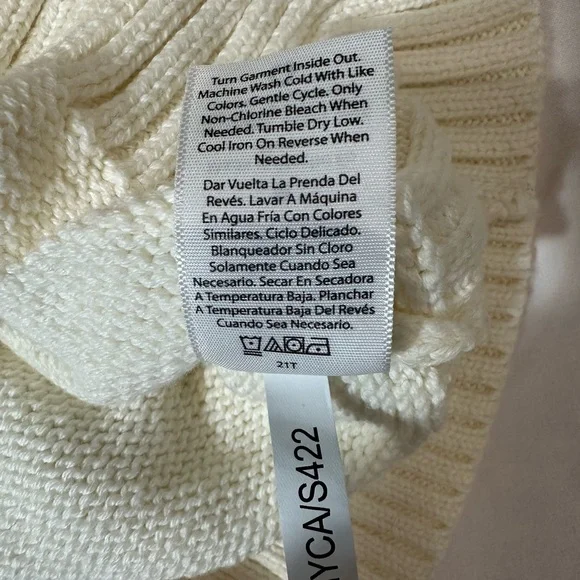 Turn Garment Inside Out.
Machine Wash Cold With Like
Colors. Gentle Cycle. Only
Non-Chlorine Bleach When
Needed. Tumble Dry Low.
Cool Iron On Reverse When
Needed.
Dar Vuelta La Prenda Del
Revés. Lavar A Máquina
En Agua Fría Con Colores
Similares. Ciclo Delicado.
Blanqueador Sin Cloro
Solamente Cuando Sea
Necesario. Secar En Secadora
A Temperatura Baja. Planchar
A Temperatura Baja Del Revés
Cuando Sea Necesario.
21T
YCA/S422